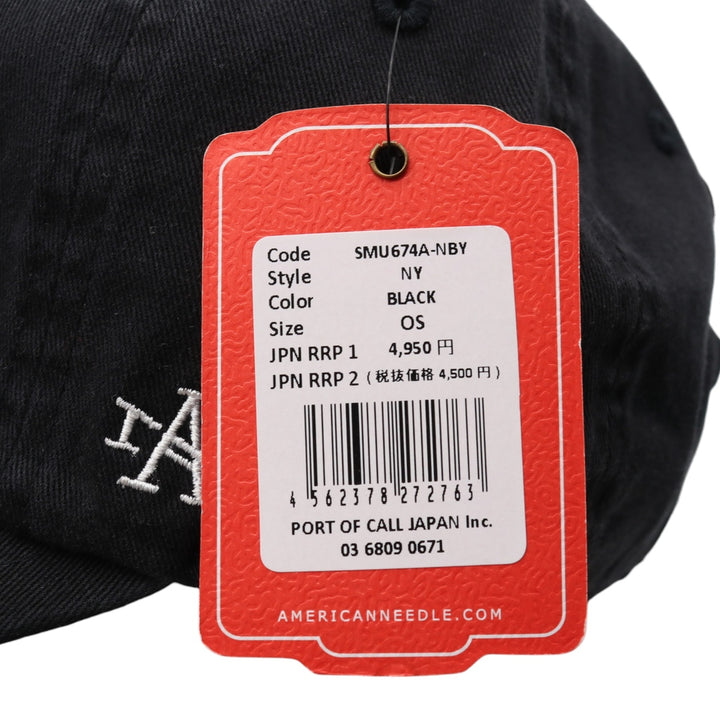 Code SMU674A-NBY
Style NY
Color BLACK
Size OS
JPN RRP 1 4,950 円
JPN RRP 2 (税抜価格 4,500 円)
4 562378 272763
PORT OF CALL JAPAN Inc.
03 6809 0671
AMERICANNEEDLE.COM